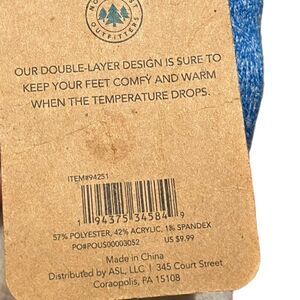 OUTFITTERS
OUR DOUBLE-LAYER DESIGN IS SURE TO
KEEP YOUR FEET COMFY AND WARM
WHEN THE TEMPERATURE DROPS.
ITEM#94251
1 94375 34584 9
57% POLYESTER, 42% ACRYLIC, 1% SPANDEX
PO#POUS00003052 US $9.99
Made in China
Distributed by ASL, LLC | 345 Court Street
Coraopolis, PA 15108